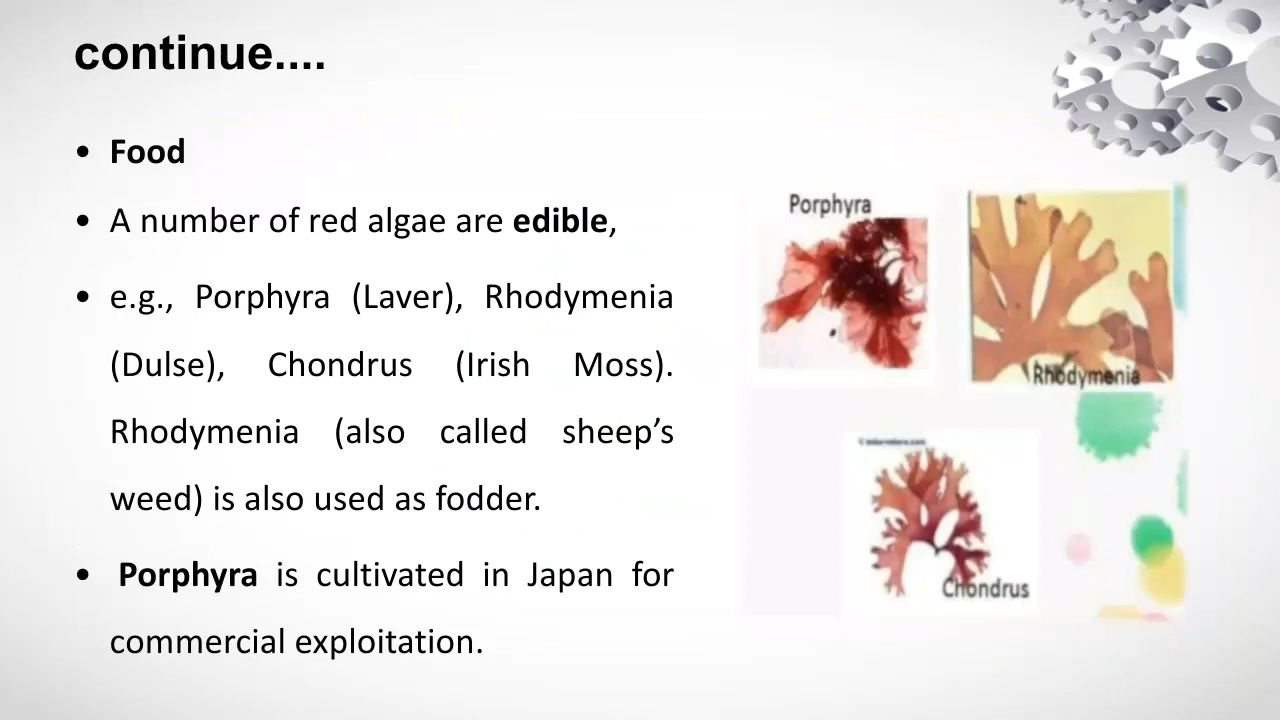 continue....
• Food
• A number of red algae are edible,
• e.g., Porphyra (Laver), Rhodymenia
(Dulse), Chondrus (Irish Moss).
Rhodymenia (also called sheep’s
weed) is also used as fodder.
• Porphyra is cultivated in Japan for
commercial exploitation.
Porphyra
Rhodymenia
Chondrus